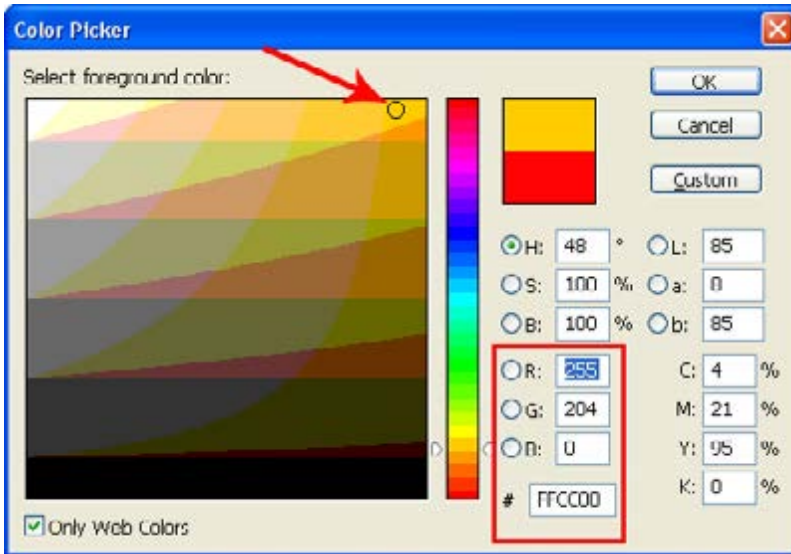 Color Picker
Select foreground color:
OK
Cancel
Custom
H: 48 ° L: 85
S: 100 % a: 0
B: 100 % b: 85
R: 255 C: 4 %
G: 204 M: 21 %
B: 0 Y: 95 %
# FFCC00 K: 0 %
Only Web Colors